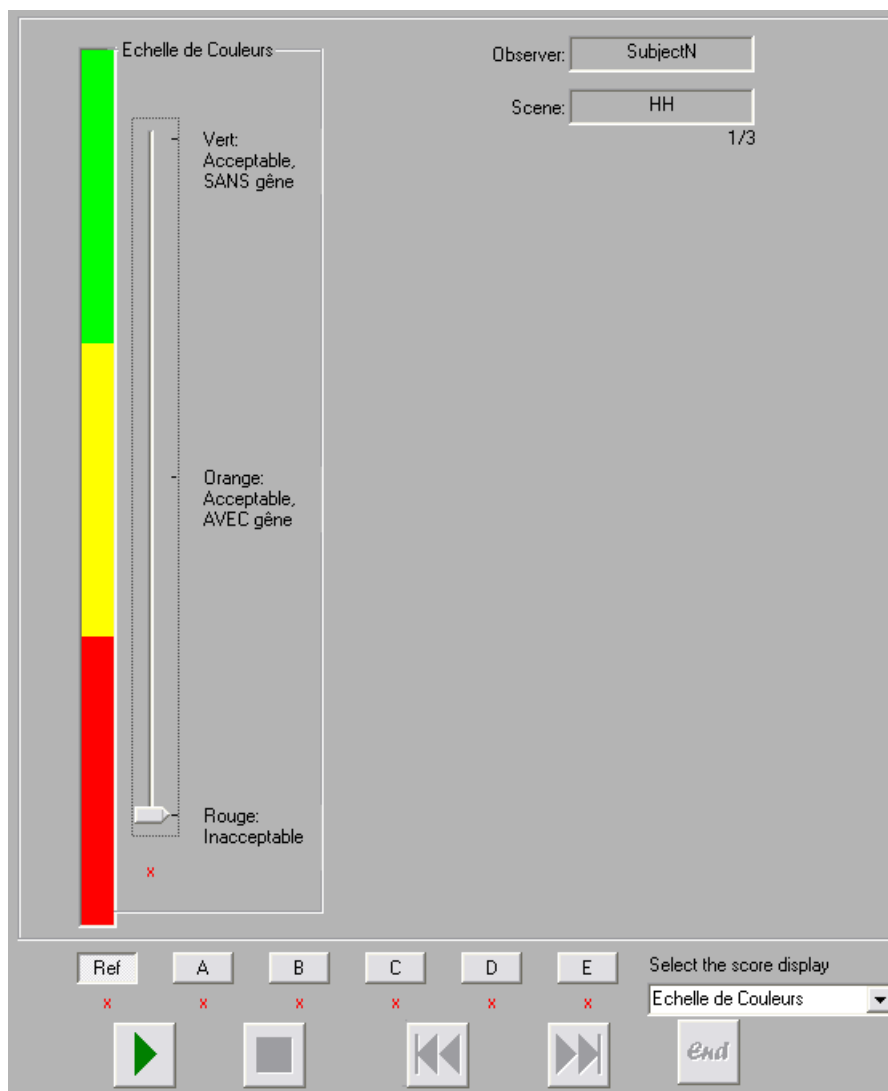 Echelle de Couleurs
Observer: SubjectN
Scene: HH
1/3
Vert:
Acceptable,
SANS gêne
Orange:
Acceptable,
AVEC gêne
Rouge:
Inacceptable
x
Ref A B C D E
x x x x x x
Select the score display
Echelle de Couleurs
end